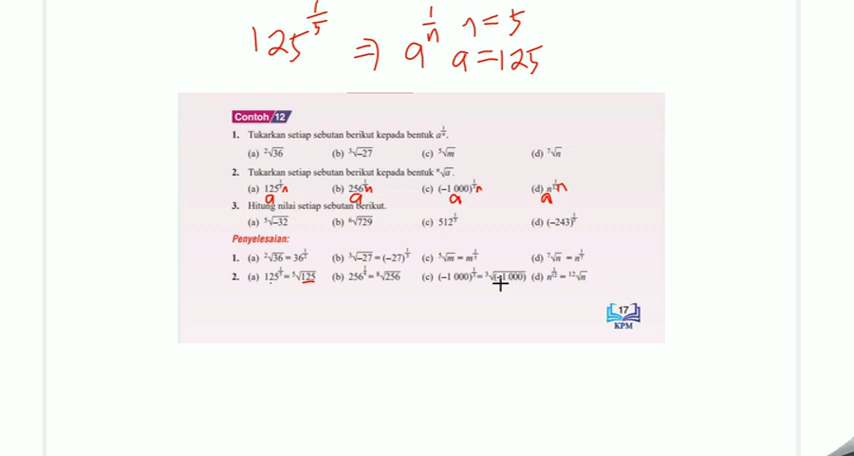 125^(1/5) ⇒ a^(1/n) n=5
a=125
Contoh 12
1. Tukarkan setiap sebutan berikut kepada bentuk a^(1/n).
(a) ²√36 (b) ³√−27 (c) ⁵√m (d) ⁷√n
2. Tukarkan setiap sebutan berikut kepada bentuk ⁿ√a.
(a) 125^(1/5) n (b) 256^(1/8) n (c) (−1 000)^(1/3) n (d) n^(1/12) n
a a a a
3. Hitung nilai setiap sebutan berikut.
(a) ⁵√−32 (b) ⁶√729 (c) 512^(1/3) (d) (−243)^(1/5)
Penyelesaian:
1. (a) ²√36 = 36^(1/2) (b) ³√−27 = (−27)^(1/3) (c) ⁵√m = m^(1/5) (d) ⁷√n = n^(1/7)
2. (a) 125^(1/5) = ⁵√125 (b) 256^(1/8) = ⁸√256 (c) (−1 000)^(1/3) = ³√(−1 000) (d) n^(1/12) = ¹²√n
17
KPM